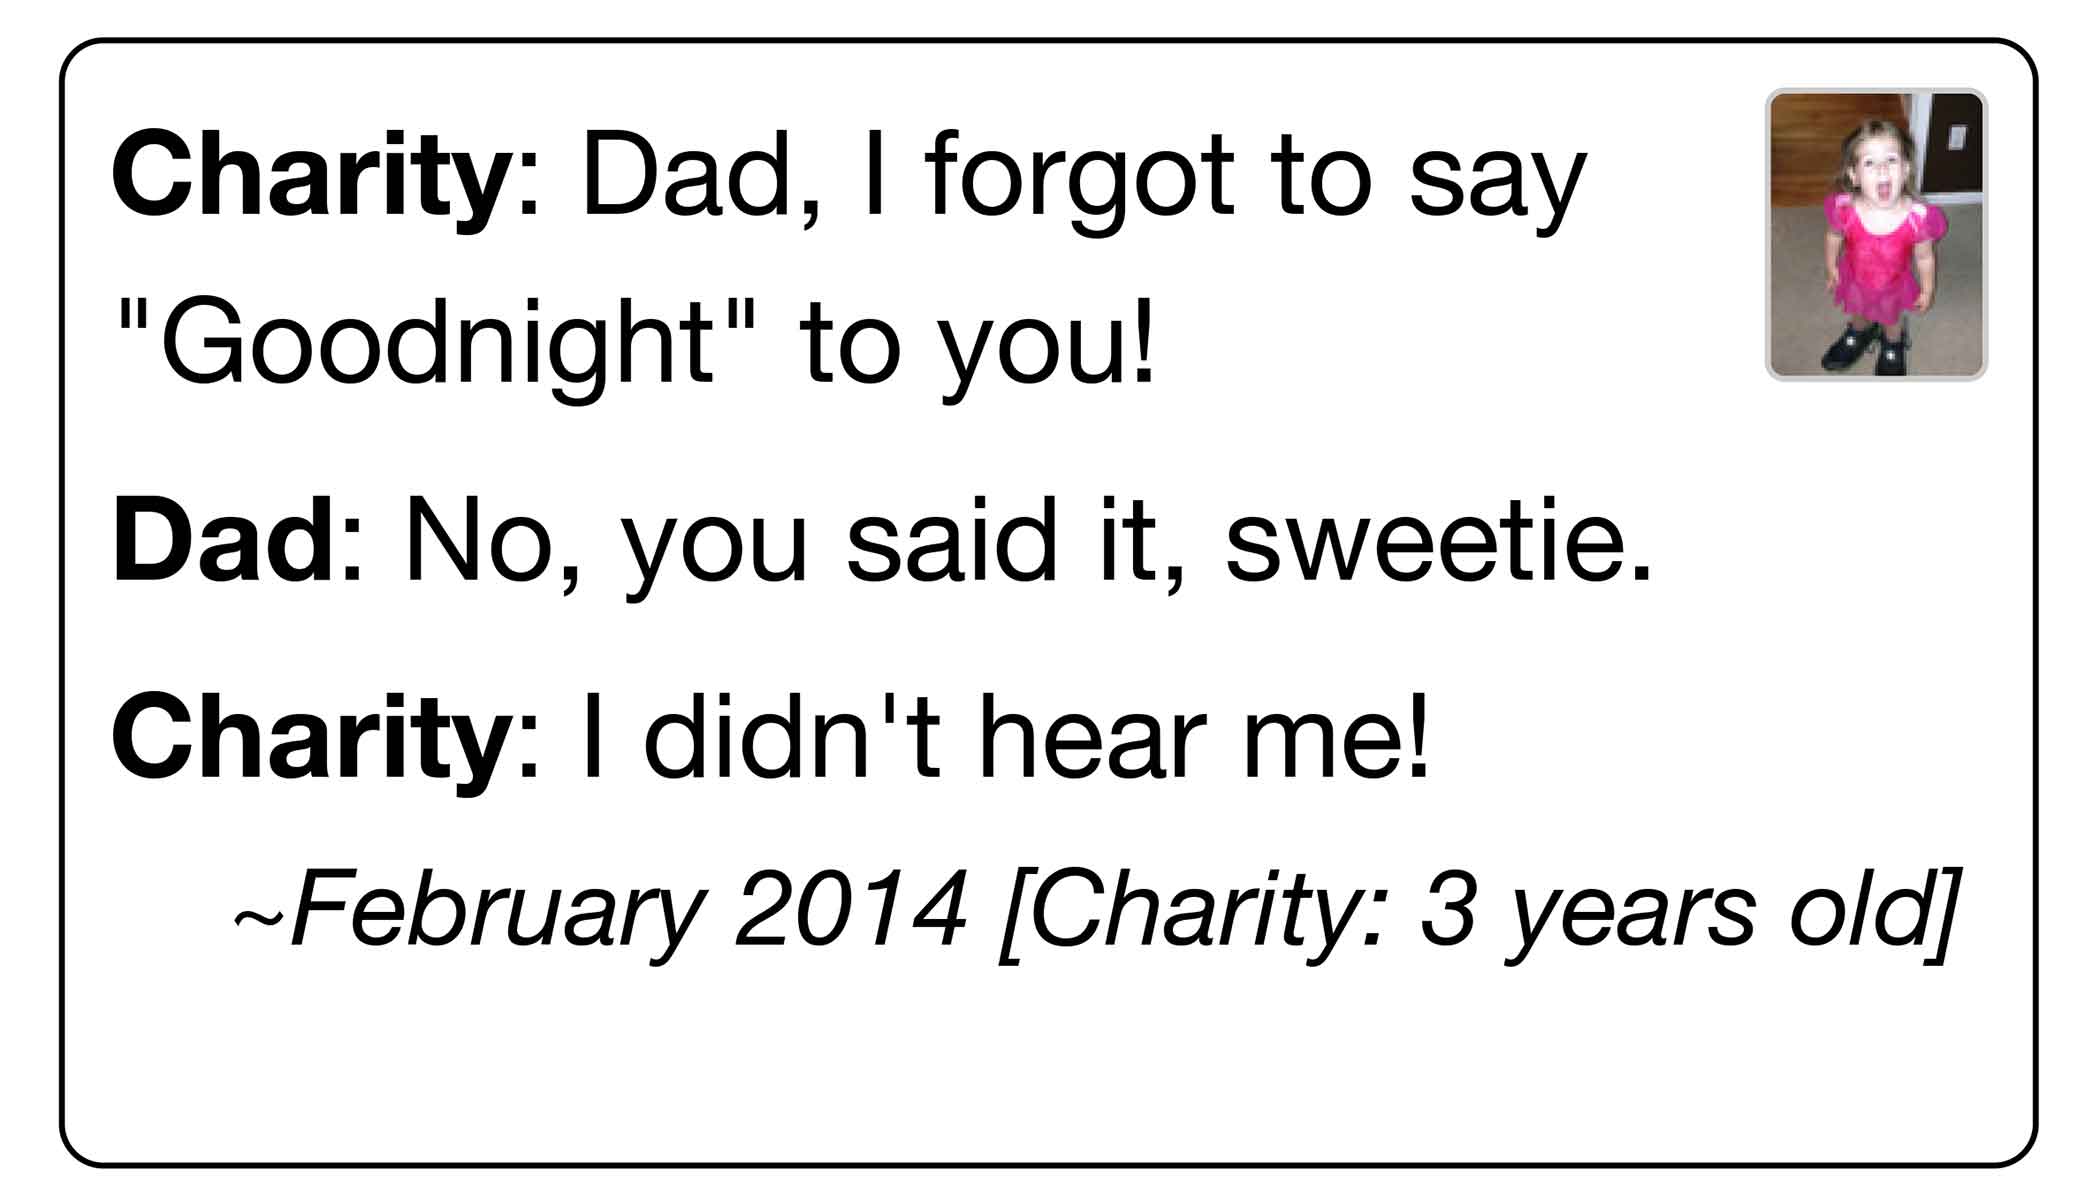 Charity: Dad, I forgot to say
"Goodnight" to you!
Dad: No, you said it, sweetie.
Charity: I didn't hear me!
~February 2014 [Charity: 3 years old]